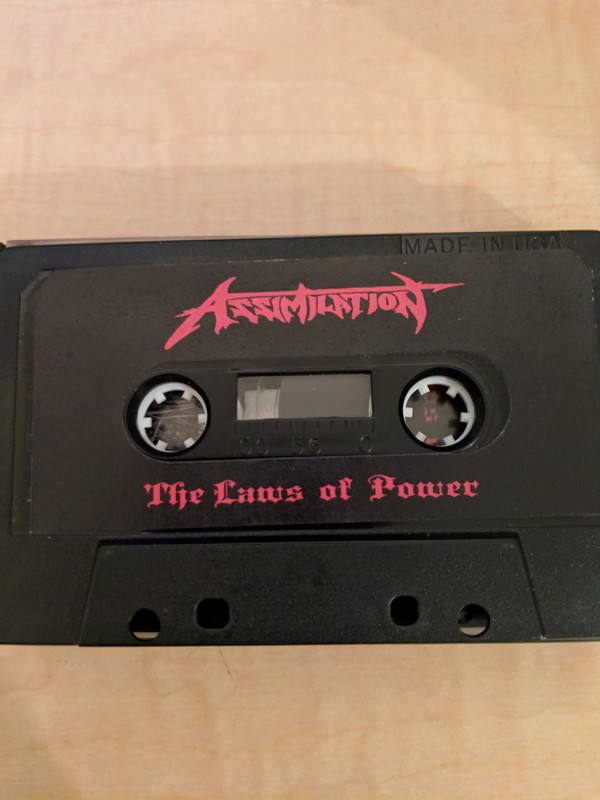 MADE IN USA
ASSIMILATION
The Laws of Power